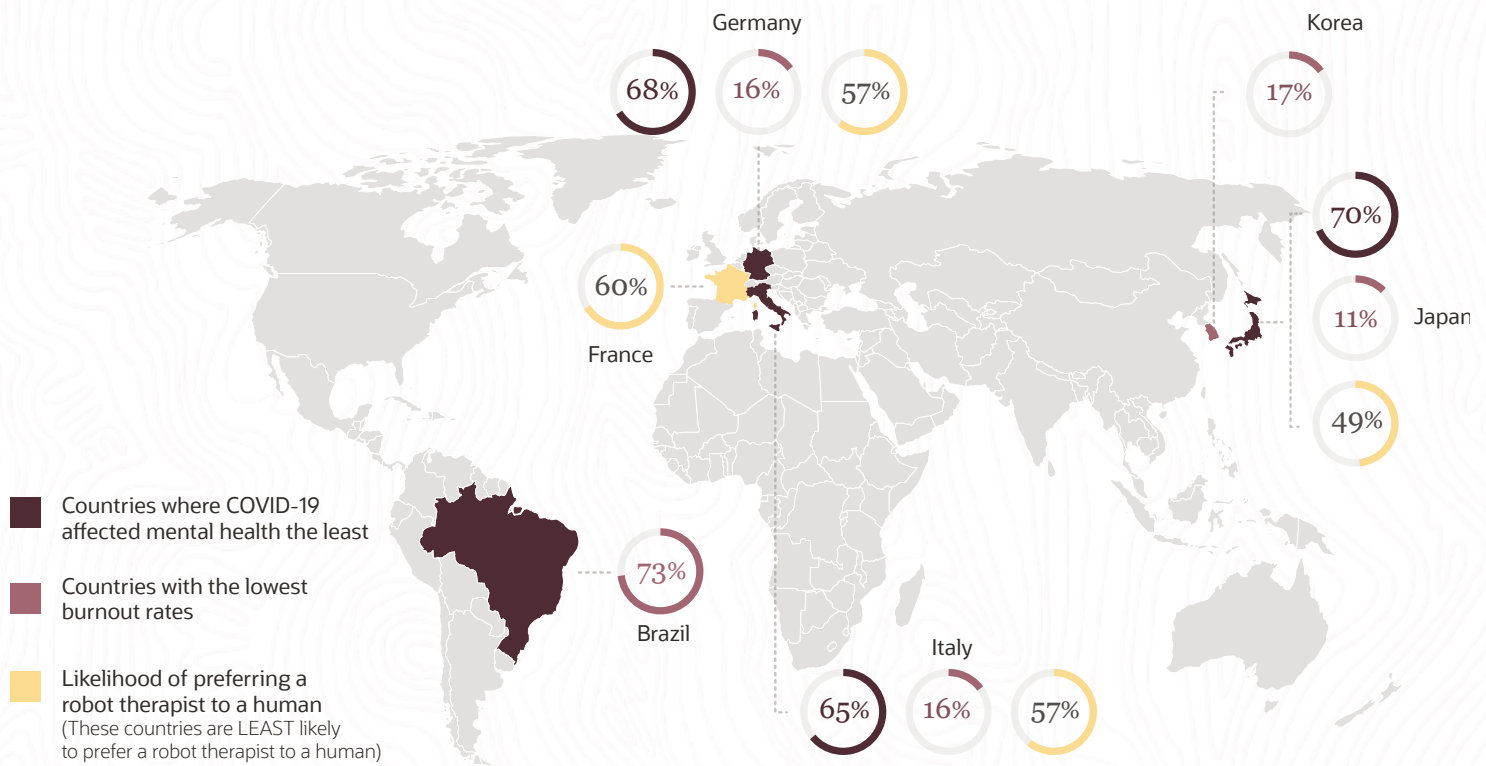 Germany
68%
16%
57%
Korea
17%
70%
11%
Japan
49%
60%
France
Countries where COVID-19
affected mental health the least
Countries with the lowest
burnout rates
Likelihood of preferring a
robot therapist to a human
(These countries are LEAST likely
to prefer a robot therapist to a human)
73%
Brazil
Italy
65%
16%
57%